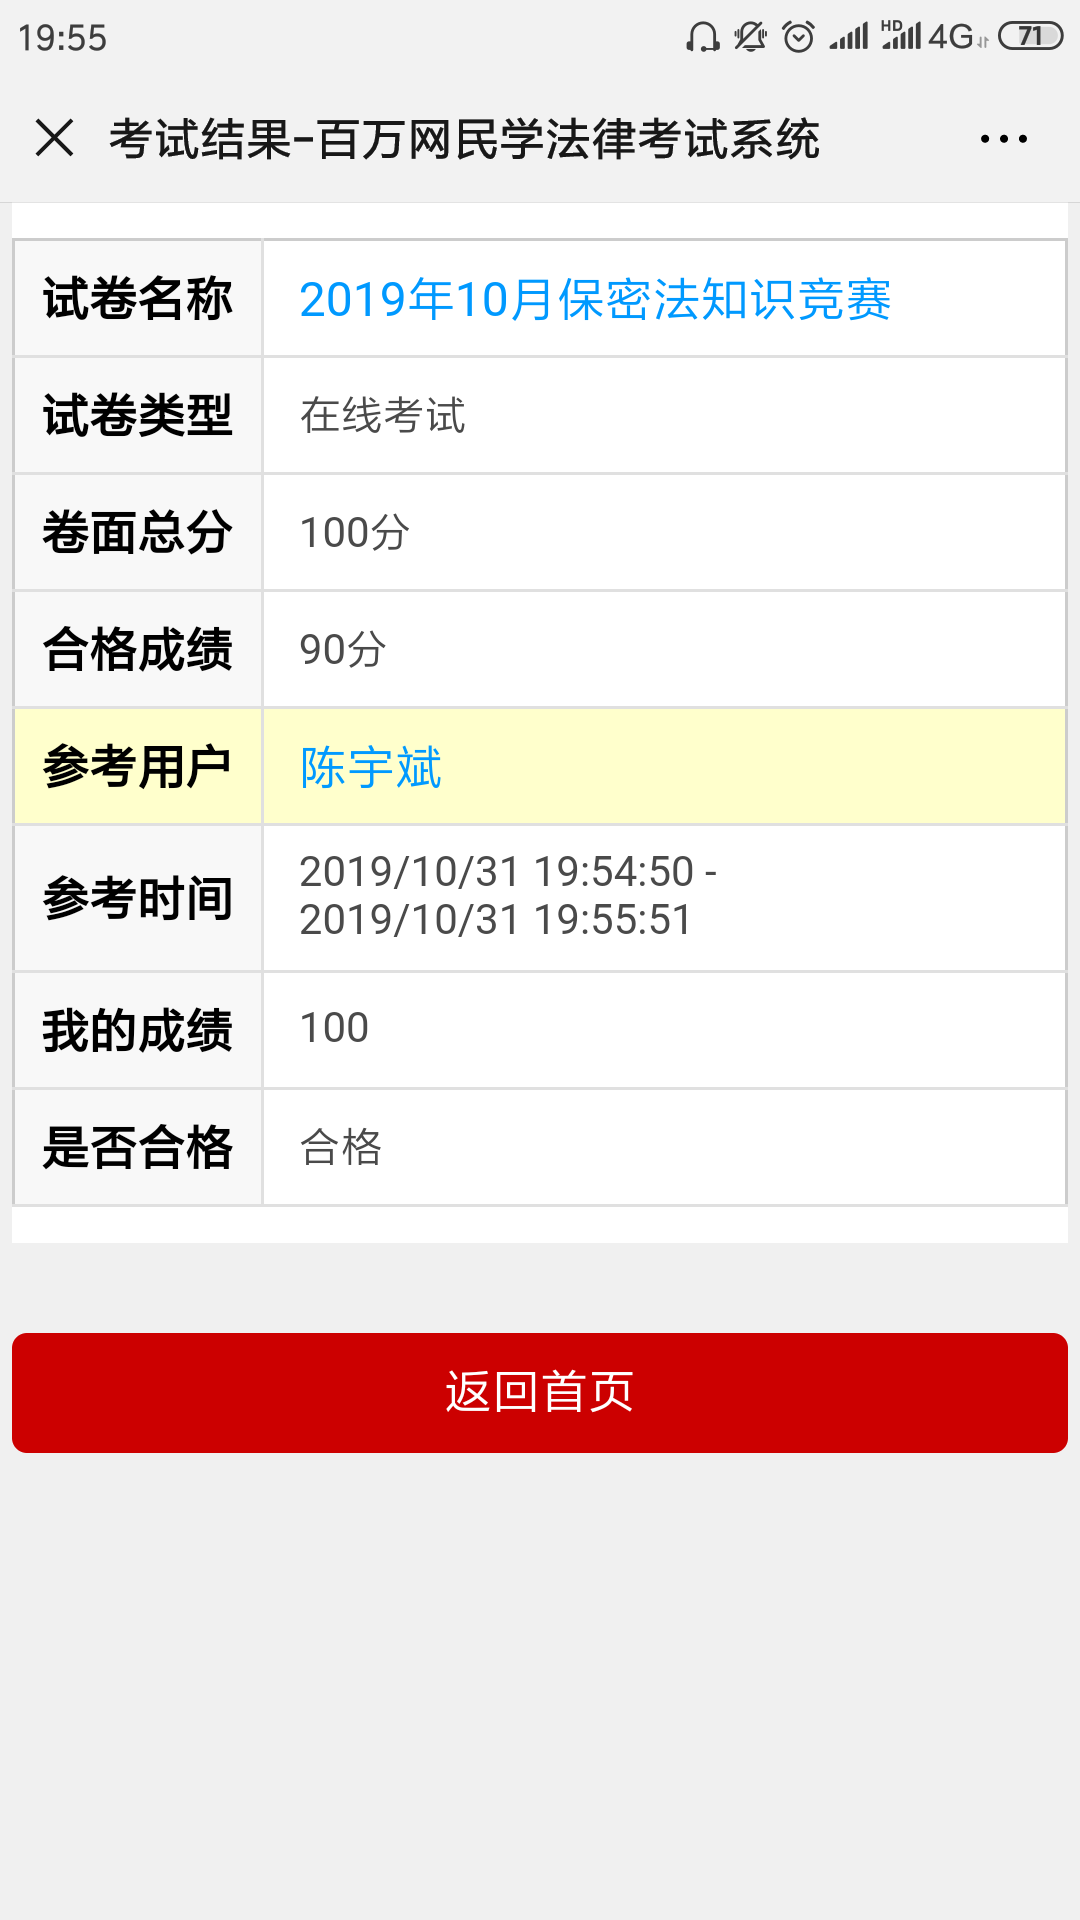 19:55 HD 4G 71
考试结果-百万网民学法律考试系统
试卷名称 2019年10月保密法知识竞赛
试卷类型 在线考试
卷面总分 100分
合格成绩 90分
参考用户 陈宇斌
参考时间 2019/10/31 19:54:50 -
2019/10/31 19:55:51
我的成绩 100
是否合格 合格
返回首页